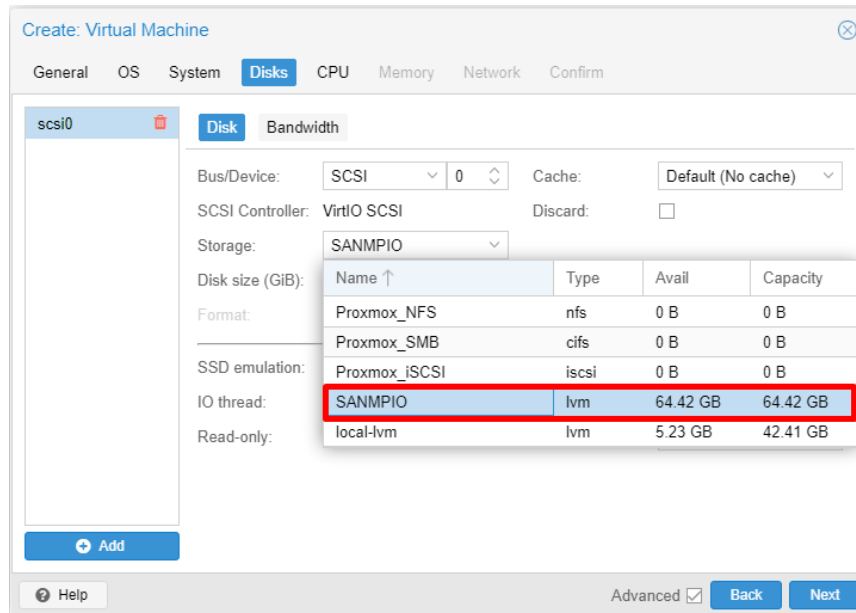 Create: Virtual Machine
General OS System Disks CPU Memory Network Confirm
scsi0
Disk Bandwidth
Bus/Device: SCSI 0 Cache: Default (No cache)
SCSI Controller: VirtIO SCSI Discard:
Storage: SANMPIO
Disk size (GiB):
Format:
SSD emulation:
IO thread:
Read-only:
Name Type Avail Capacity
Proxmox_NFS nfs 0 B 0 B
Proxmox_SMB cifs 0 B 0 B
Proxmox_iSCSI iscsi 0 B 0 B
SANMPIO lvm 64.42 GB 64.42 GB
local-lvm lvm 5.23 GB 42.41 GB
Add
Help Advanced Back Next